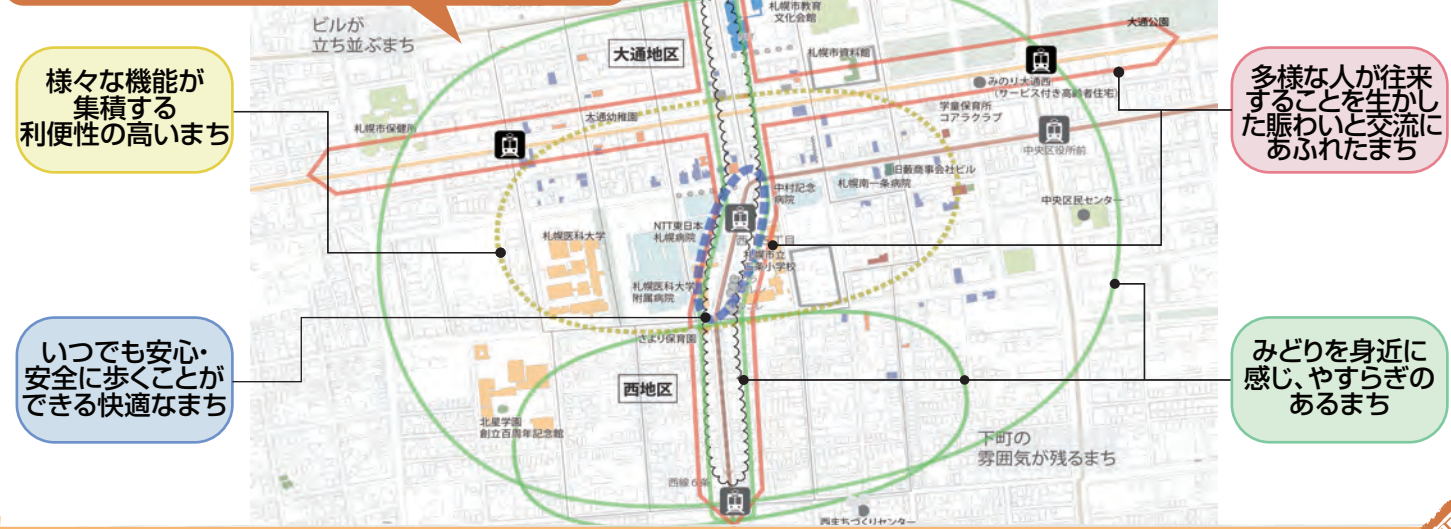 ビルが
立ち並ぶまち
札幌市教育
文化会館
大通公園
大通地区
札幌市資料館
様々な機能が
集積する
利便性の高いまち
みのり大通西
(サービス付き高齢者住宅)
多様な人が往来
することを生かし
た賑わいと交流に
あふれたまち
学童保育所
コアラクラブ
大通幼稚園
札幌市保健所
中央区役所前
旧藪商事会社ビル
中村記念
病院
札幌南一条病院
中央区民センター
NTT東日本
札幌病院
札幌医科大学
丁目
札幌市立
札幌医科大学
附属病院
さより保育園
いつでも安心・
安全に歩くことが
できる快適なまち
みどりを身近に
感じ、やすらぎの
あるまち
西地区
北星学園
創立百周年記念館
下町の
雰囲気が残るまち
西線6条
西まちづくりセンター